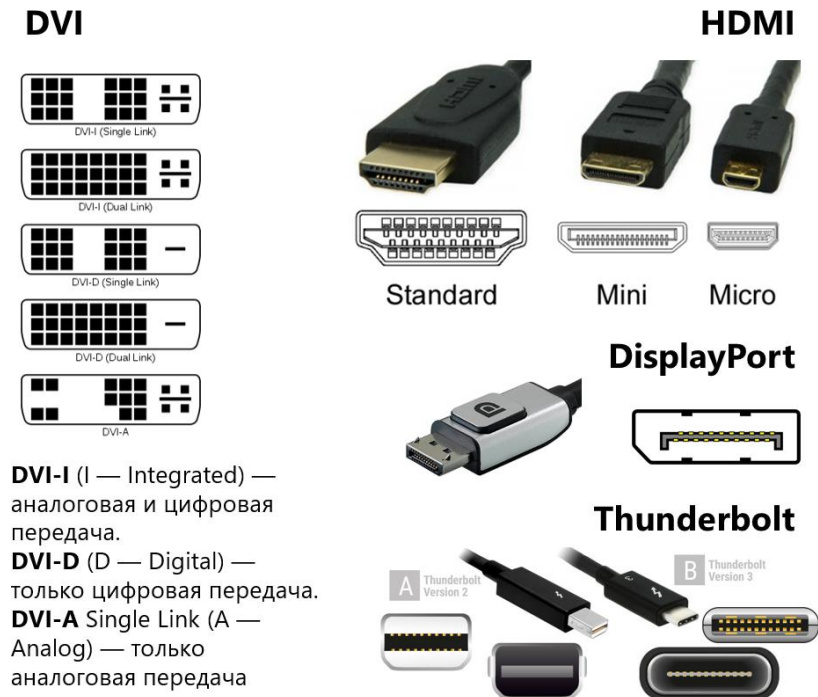 DVI
DVI-I (Single Link)
DVI-I (Dual Link)
DVI-D (Single Link)
DVI-D (Dual Link)
DVI-A
DVI-I (I — Integrated) —
аналоговая и цифровая
передача.
DVI-D (D — Digital) —
только цифровая передача.
DVI-A Single Link (A —
Analog) — только
аналоговая передача
HDMI
Standard
Mini
Micro
DisplayPort
Thunderbolt
A
Thunderbolt
Version 2
3
B
Thunderbolt
Version 3